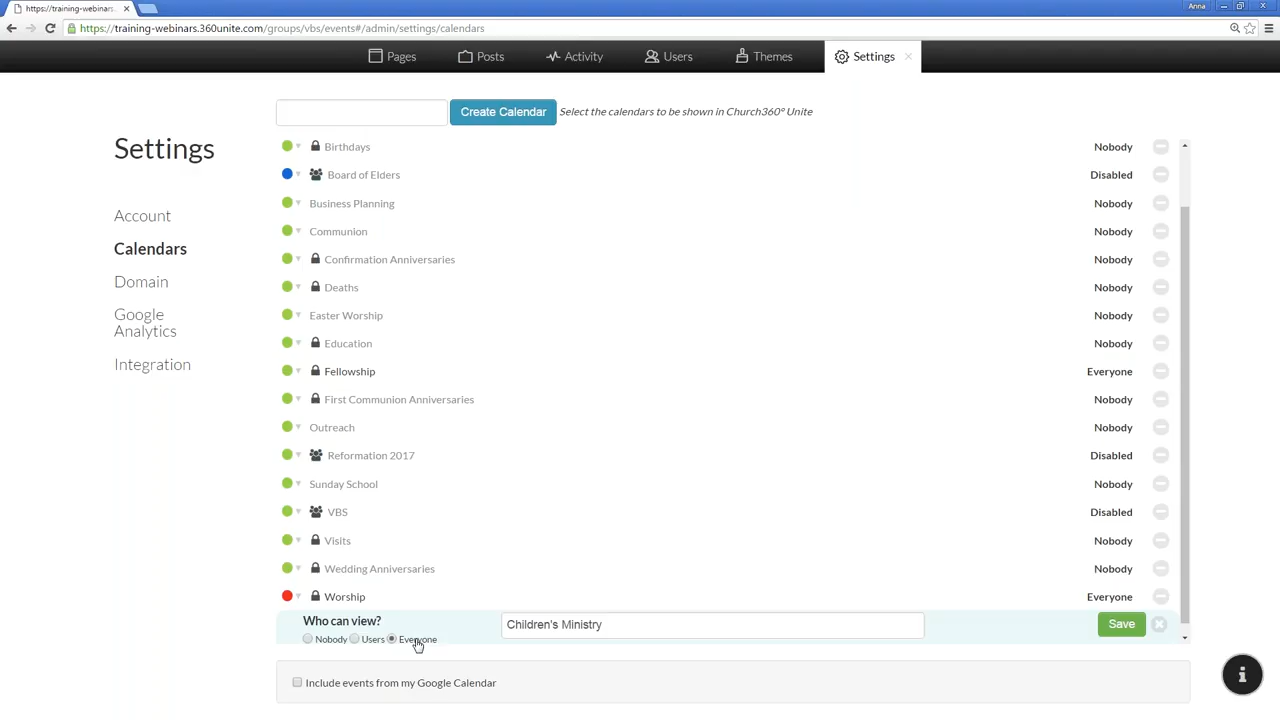 https://training-webinars.
Anna
https://training-webinars.360unite.com/groups/vbs/events#/admin/settings/calendars
Pages Posts Activity Users Themes Settings
Create Calendar Select the calendars to be shown in Church360° Unite
Settings
Account
Calendars
Domain
Google
Analytics
Integration
Birthdays Nobody
Board of Elders Disabled
Business Planning Nobody
Communion Nobody
Confirmation Anniversaries Nobody
Deaths Nobody
Easter Worship Nobody
Education Nobody
Fellowship Everyone
First Communion Anniversaries Nobody
Outreach Nobody
Reformation 2017 Disabled
Sunday School Nobody
VBS Disabled
Visits Nobody
Wedding Anniversaries Nobody
Worship Everyone
Who can view? Children's Ministry Save
Nobody Users Everyone
Include events from my Google Calendar